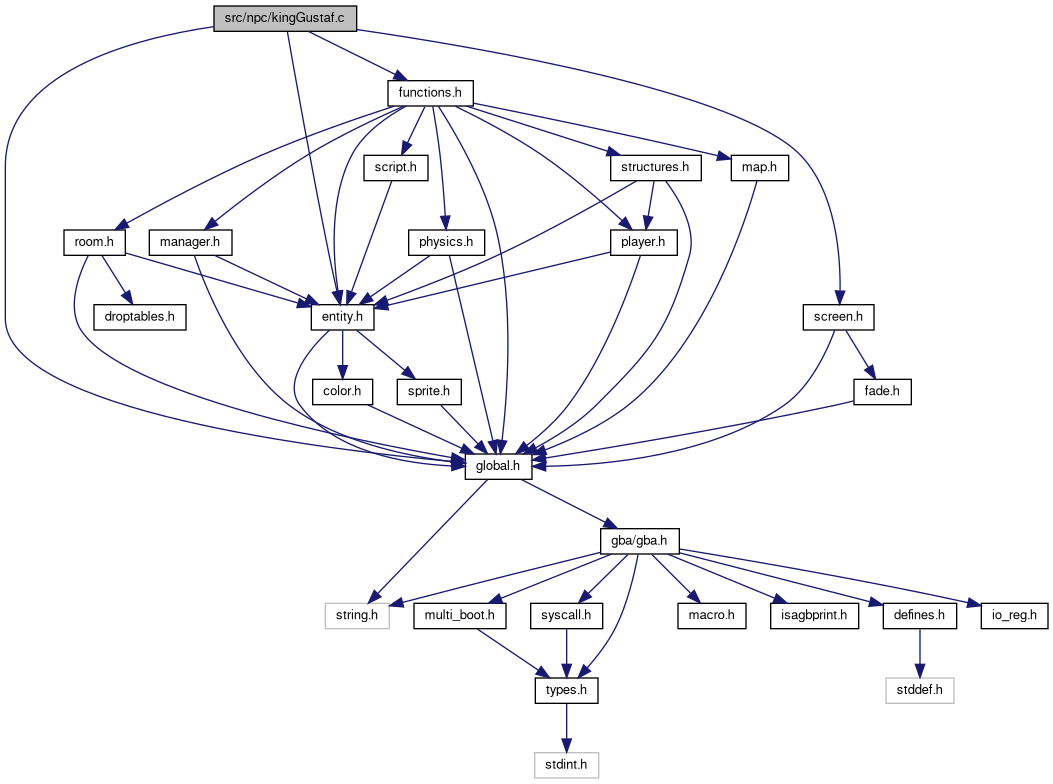 src/npc/kingGustaf.c
functions.h
script.h
structures.h
map.h
room.h
manager.h
physics.h
player.h
droptables.h
entity.h
screen.h
color.h
sprite.h
fade.h
global.h
gba/gba.h
string.h
multi_boot.h
syscall.h
macro.h
isagbprint.h
defines.h
io_reg.h
types.h
stddef.h
stdint.h